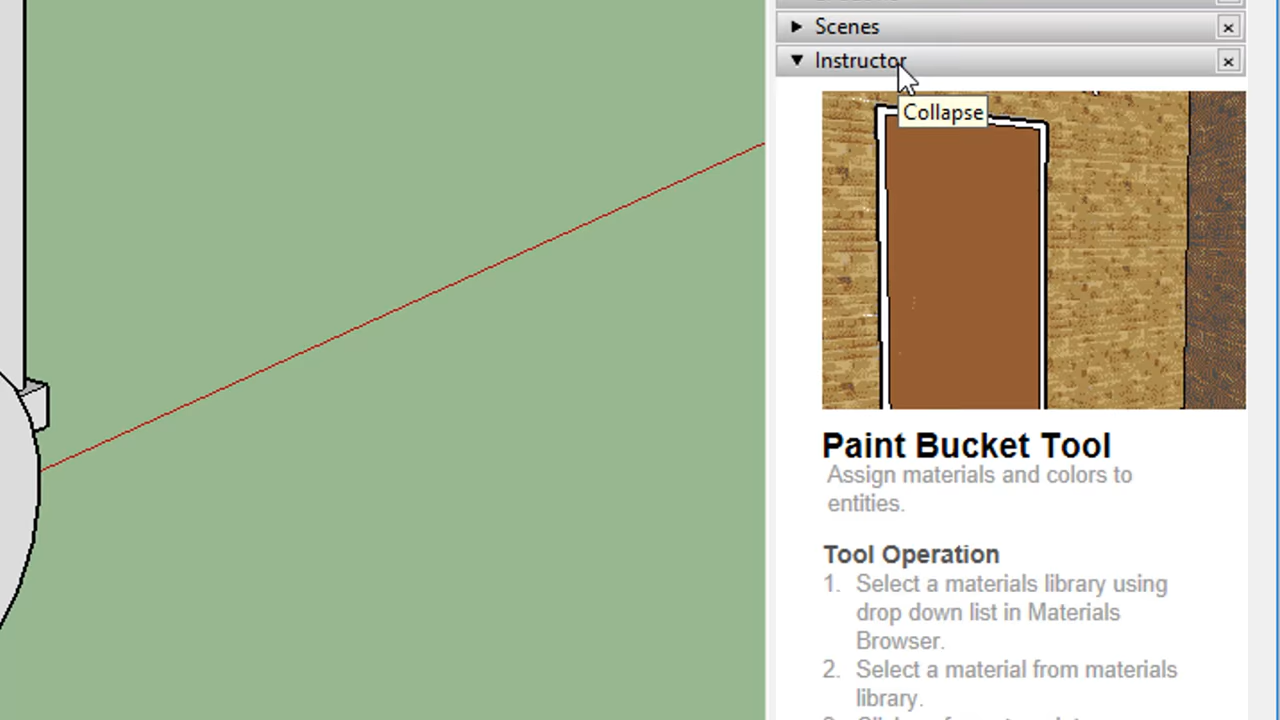 Scenes
Instructor
Collapse
Paint Bucket Tool
Assign materials and colors to
entities.
Tool Operation
1. Select a materials library using
drop down list in Materials
Browser.
2. Select a material from materials
library.